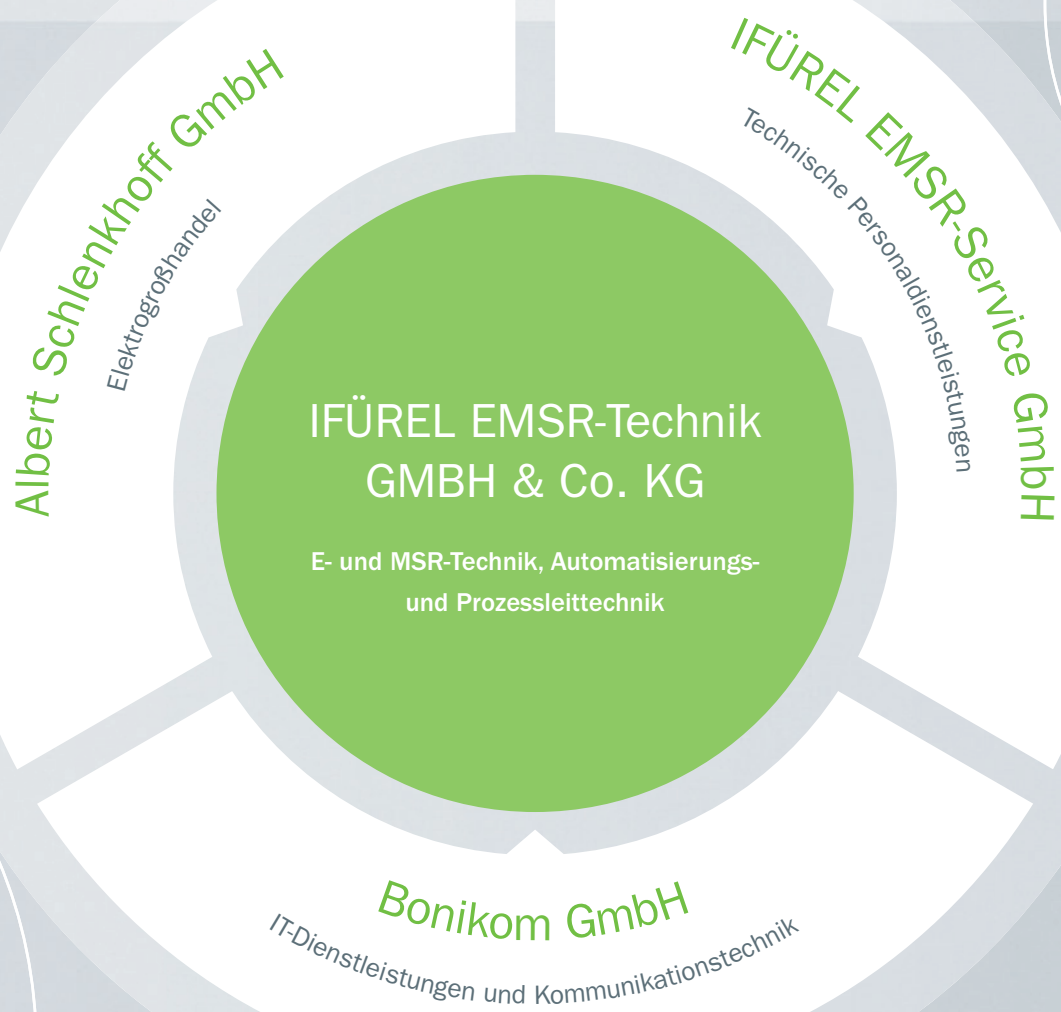 Albert Schlenkhoff GmbH
Elektrogroßhandel
IFÜREL EMSR-Service GmbH
Technische Personaldienstleistungen
IFÜREL EMSR-Technik
GMBH & Co. KG
E- und MSR-Technik, Automatisierungs-
und Prozessleittechnik
Bonikom GmbH
IT-Dienstleistungen und Kommunikationstechnik